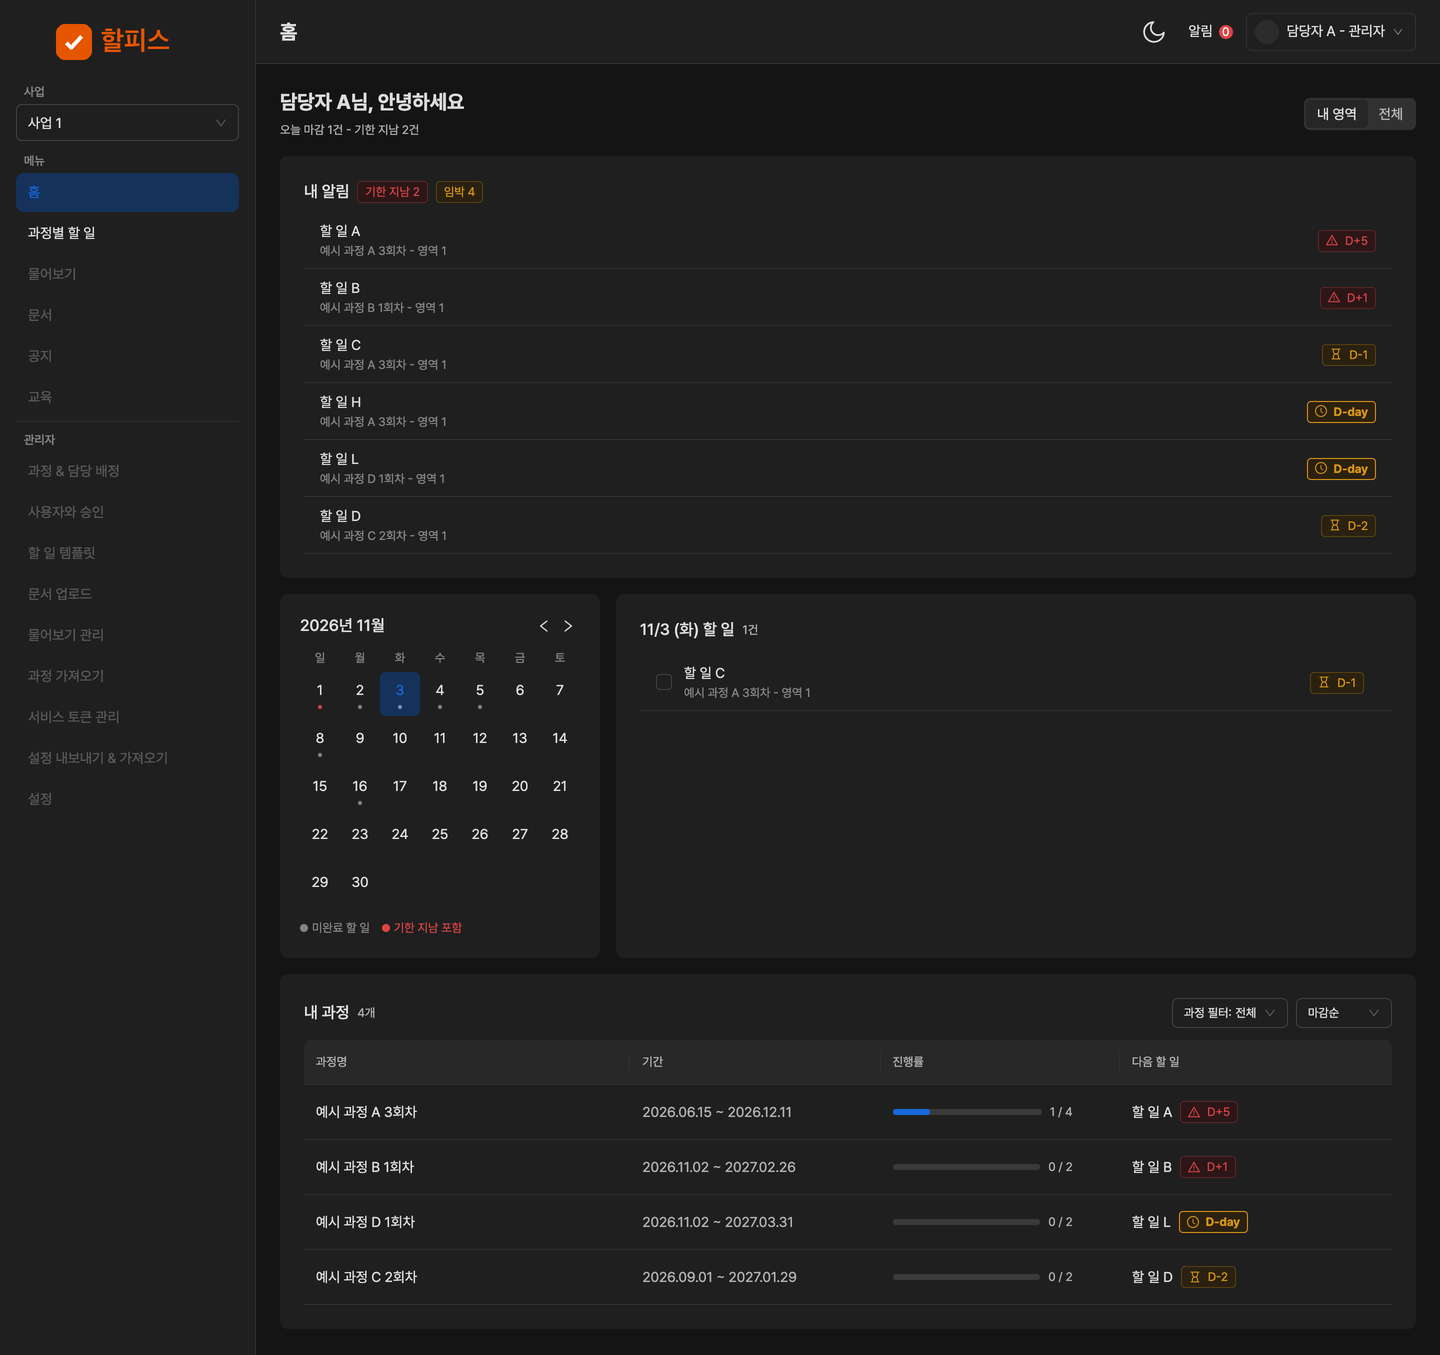 할피스
사업
사업 1
메뉴
홈
과정별 할 일
물어보기
문서
공지
교육
관리자
과정 & 담당 배정
사용자와 승인
할 일 템플릿
문서 업로드
물어보기 관리
과정 가져오기
서비스 토큰 관리
설정 내보내기 & 가져오기
설정
홈
알림 0
담당자 A - 관리자
담당자 A님, 안녕하세요
오늘 마감 1건 - 기한 지남 2건
내 영역 전체
내 알림 기한 지남 2 임박 4
할 일 A
예시 과정 A 3회차 - 영역 1
D+5
할 일 B
예시 과정 B 1회차 - 영역 1
D+1
할 일 C
예시 과정 A 3회차 - 영역 1
D-1
할 일 H
예시 과정 A 3회차 - 영역 1
D-day
할 일 L
예시 과정 D 1회차 - 영역 1
D-day
할 일 D
예시 과정 C 2회차 - 영역 1
D-2
2026년 11월
일 월 화 수 목 금 토
1 2 3 4 5 6 7
8 9 10 11 12 13 14
15 16 17 18 19 20 21
22 23 24 25 26 27 28
29 30
미완료 할 일 기한 지남 포함
11/3 (화) 할 일 1건
할 일 C
예시 과정 A 3회차 - 영역 1
D-1
내 과정 4개
과정 필터: 전체 마감순
과정명 기간 진행률 다음 할 일
예시 과정 A 3회차 2026.06.15 ~ 2026.12.11 1 / 4 할 일 A D+5
예시 과정 B 1회차 2026.11.02 ~ 2027.02.26 0 / 2 할 일 B D+1
예시 과정 D 1회차 2026.11.02 ~ 2027.03.31 0 / 2 할 일 L D-day
예시 과정 C 2회차 2026.09.01 ~ 2027.01.29 0 / 2 할 일 D D-2